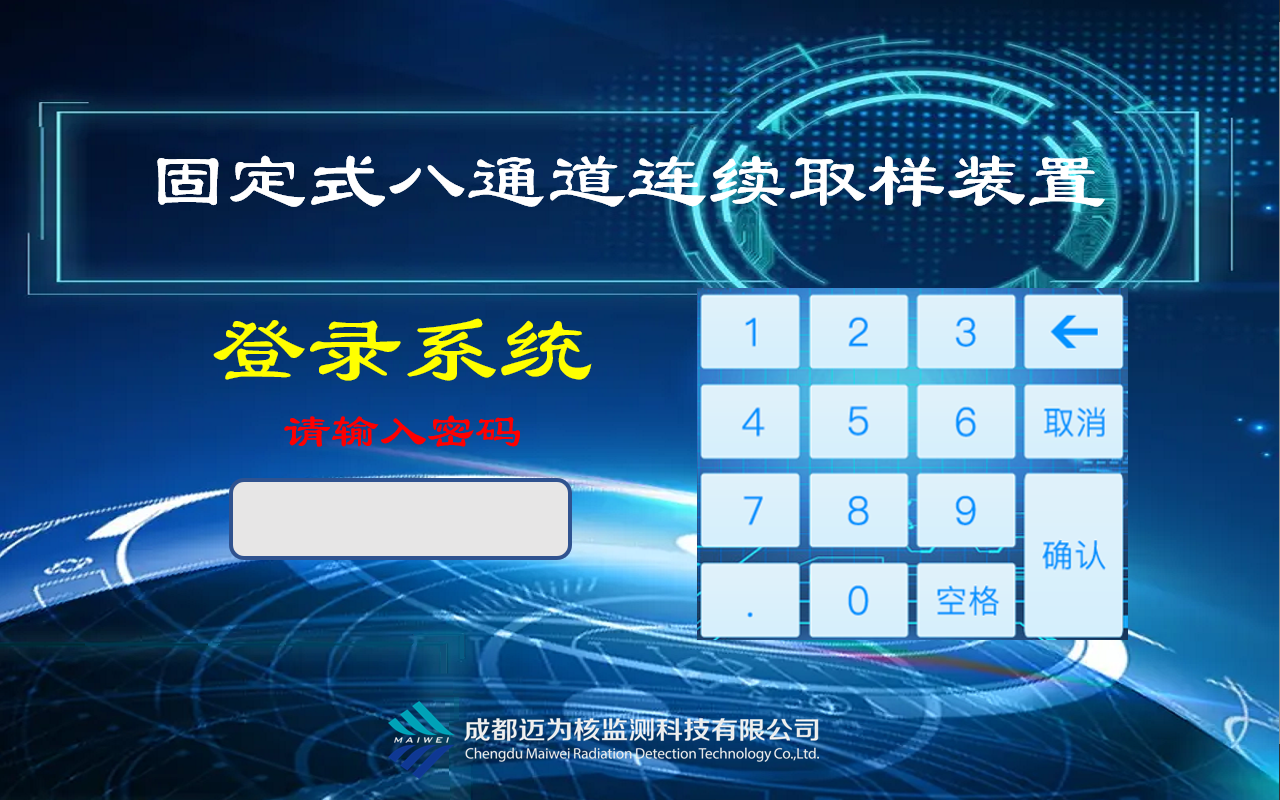 固定式八通道连续取样装置
登录系统
请输入密码
1 2 3 ←
4 5 6 取消
7 8 9 确认
. 0 空格
MAIWEI
成都迈为核监测科技有限公司
Chengdu Maiwei Radiation Detection Technology Co.,Ltd.